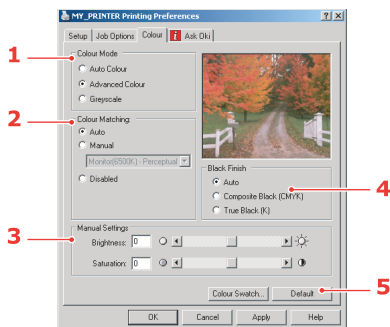 MY_PRINTER Printing Preferences
Setup Job Options Colour Ask Oki
1
Colour Mode
Auto Colour
Advanced Colour
Greyscale
2
Colour Matching:
Auto
Manual
Monitor(6500K) - Perceptual
Disabled
Black Finish
Auto
Composite Black (CMYK)
True Black (K)
4
3
Manual Settings
Brightness: 0
Saturation: 0
5
Colour Swatch... Default
OK Cancel Apply Help